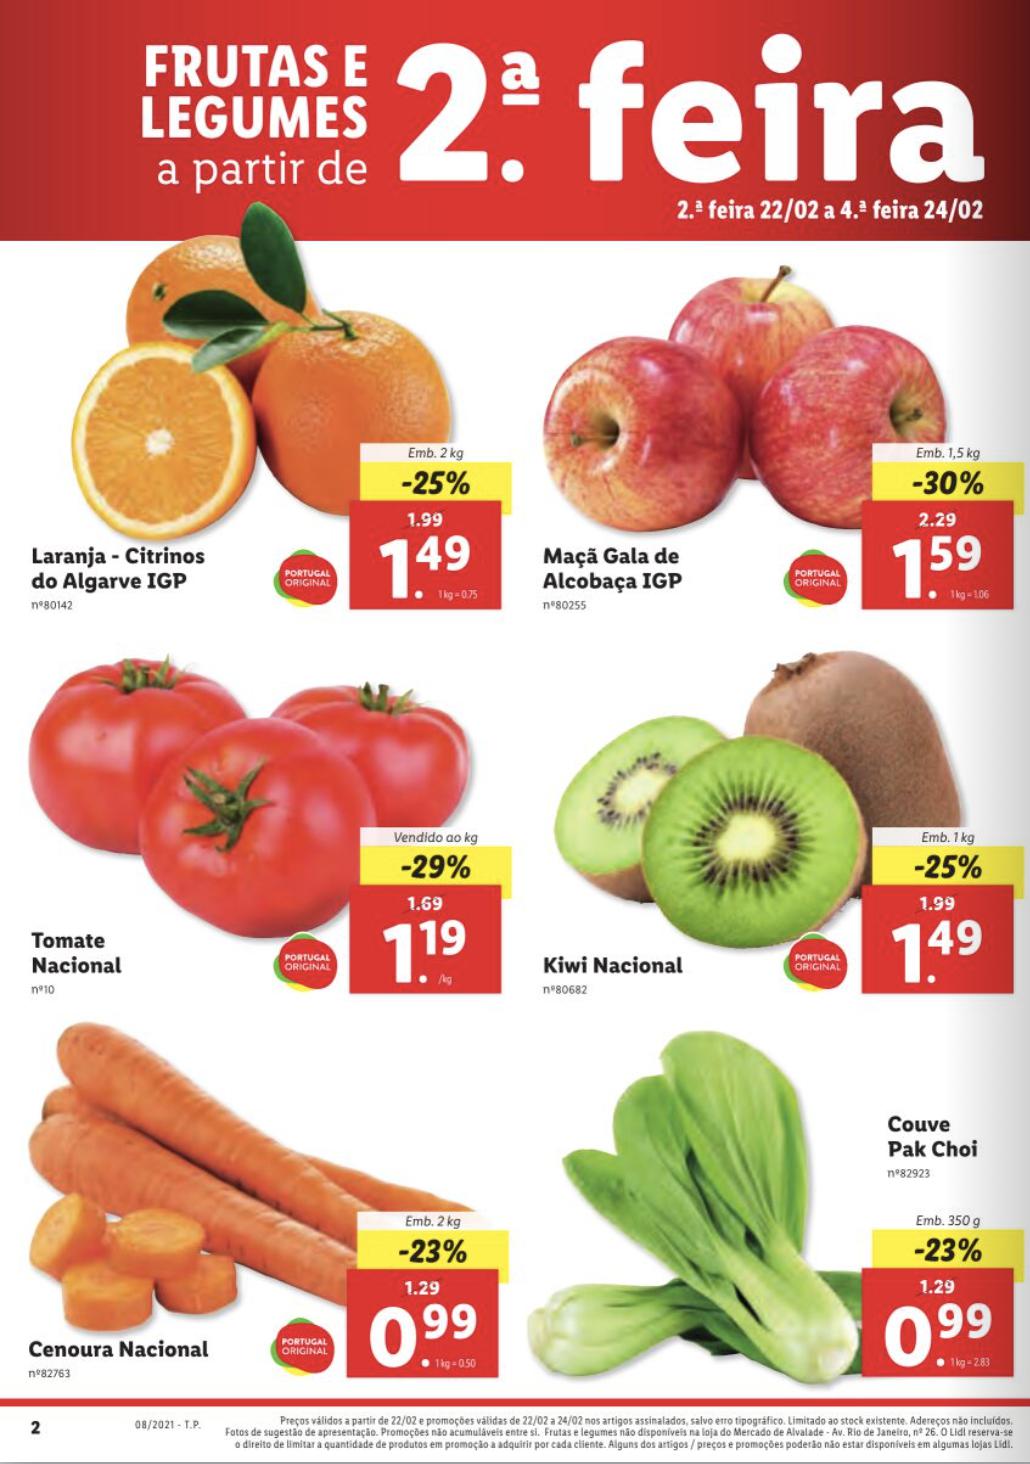 FRUTAS E
LEGUMES
a partir de
2.ª feira
2.ª feira 22/02 a 4.ª feira 24/02
Emb. 2 kg
-25%
1.99
1.49
1 kg = 0.75
Laranja - Citrinos
do Algarve IGP
nº80142
PORTUGAL
ORIGINAL
Emb. 1,5 kg
-30%
2.29
1.59
1 kg = 1.06
Maçã Gala de
Alcobaça IGP
nº80255
PORTUGAL
ORIGINAL
Vendido ao kg
-29%
1.69
1.19
/kg
Tomate
Nacional
nº10
PORTUGAL
ORIGINAL
Emb. 1 kg
-25%
1.99
1.49
Kiwi Nacional
nº80682
PORTUGAL
ORIGINAL
Emb. 2 kg
-23%
1.29
0.99
1 kg = 0.50
Cenoura Nacional
nº82763
PORTUGAL
ORIGINAL
Couve
Pak Choi
nº82923
Emb. 350 g
-23%
1.29
0.99
1 kg = 2.83
2
08/2021 - T.P.
Preços válidos a partir de 22/02 e promoções válidas de 22/02 a 24/02 nos artigos assinalados, salvo erro tipográfico. Limitado ao stock existente. Adereços não incluídos.
Fotos de sugestão de apresentação. Promoções não acumuláveis entre si. Frutas e legumes não disponíveis na loja do Mercado de Alvalade - Av. Rio de Janeiro, nº 26. O Lidl reserva-se
o direito de limitar a quantidade de produtos em promoção a adquirir por cada cliente. Alguns dos artigos / preços e promoções poderão não estar disponíveis em algumas lojas Lidl.